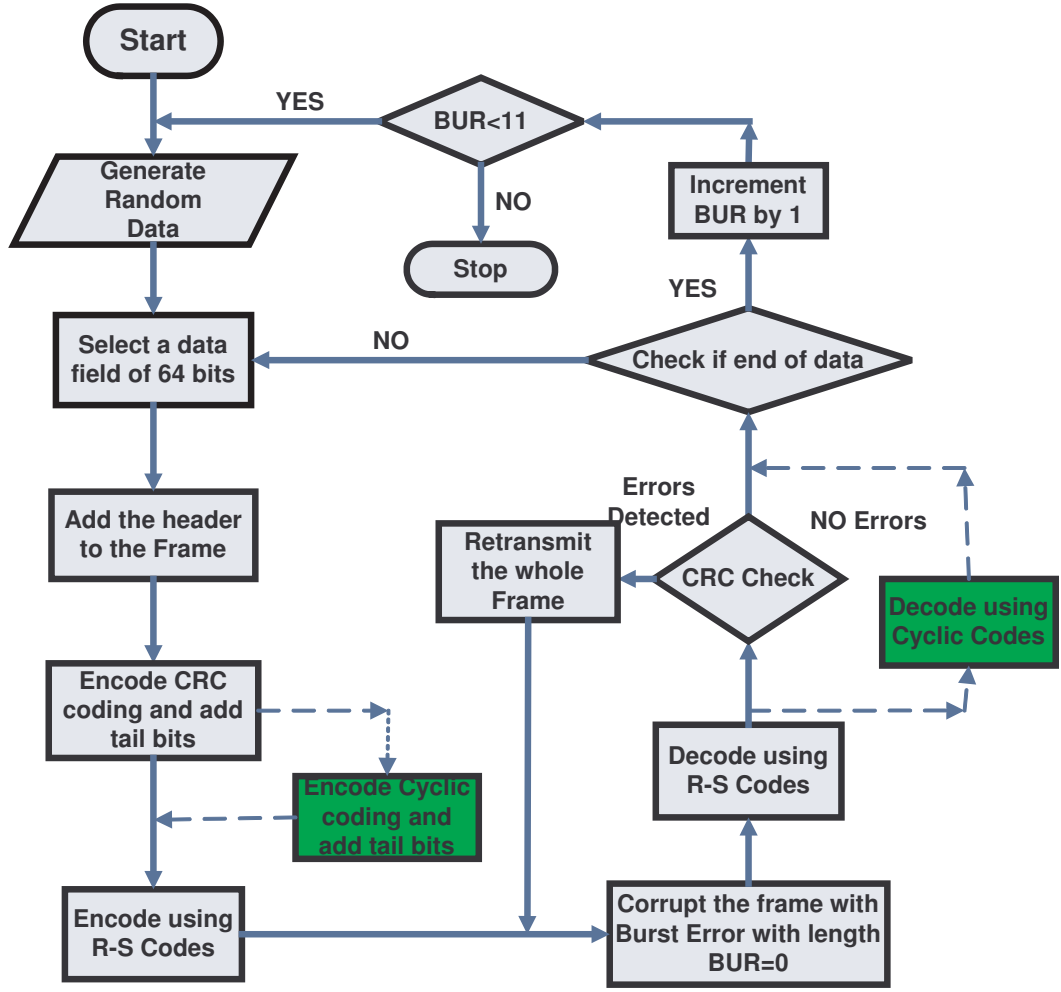 Start
YES
BUR<11
NO
Stop
Increment
BUR by 1
YES
Generate
Random
Data
Select a data
field of 64 bits
NO
Check if end of data
Add the header
to the Frame
Errors
Detected
NO Errors
Retransmit
the whole
Frame
CRC Check
Decode using
Cyclic Codes
Encode CRC
coding and add
tail bits
Encode Cyclic
coding and
add tail bits
Decode using
R-S Codes
Encode using
R-S Codes
Corrupt the frame with
Burst Error with length
BUR=0